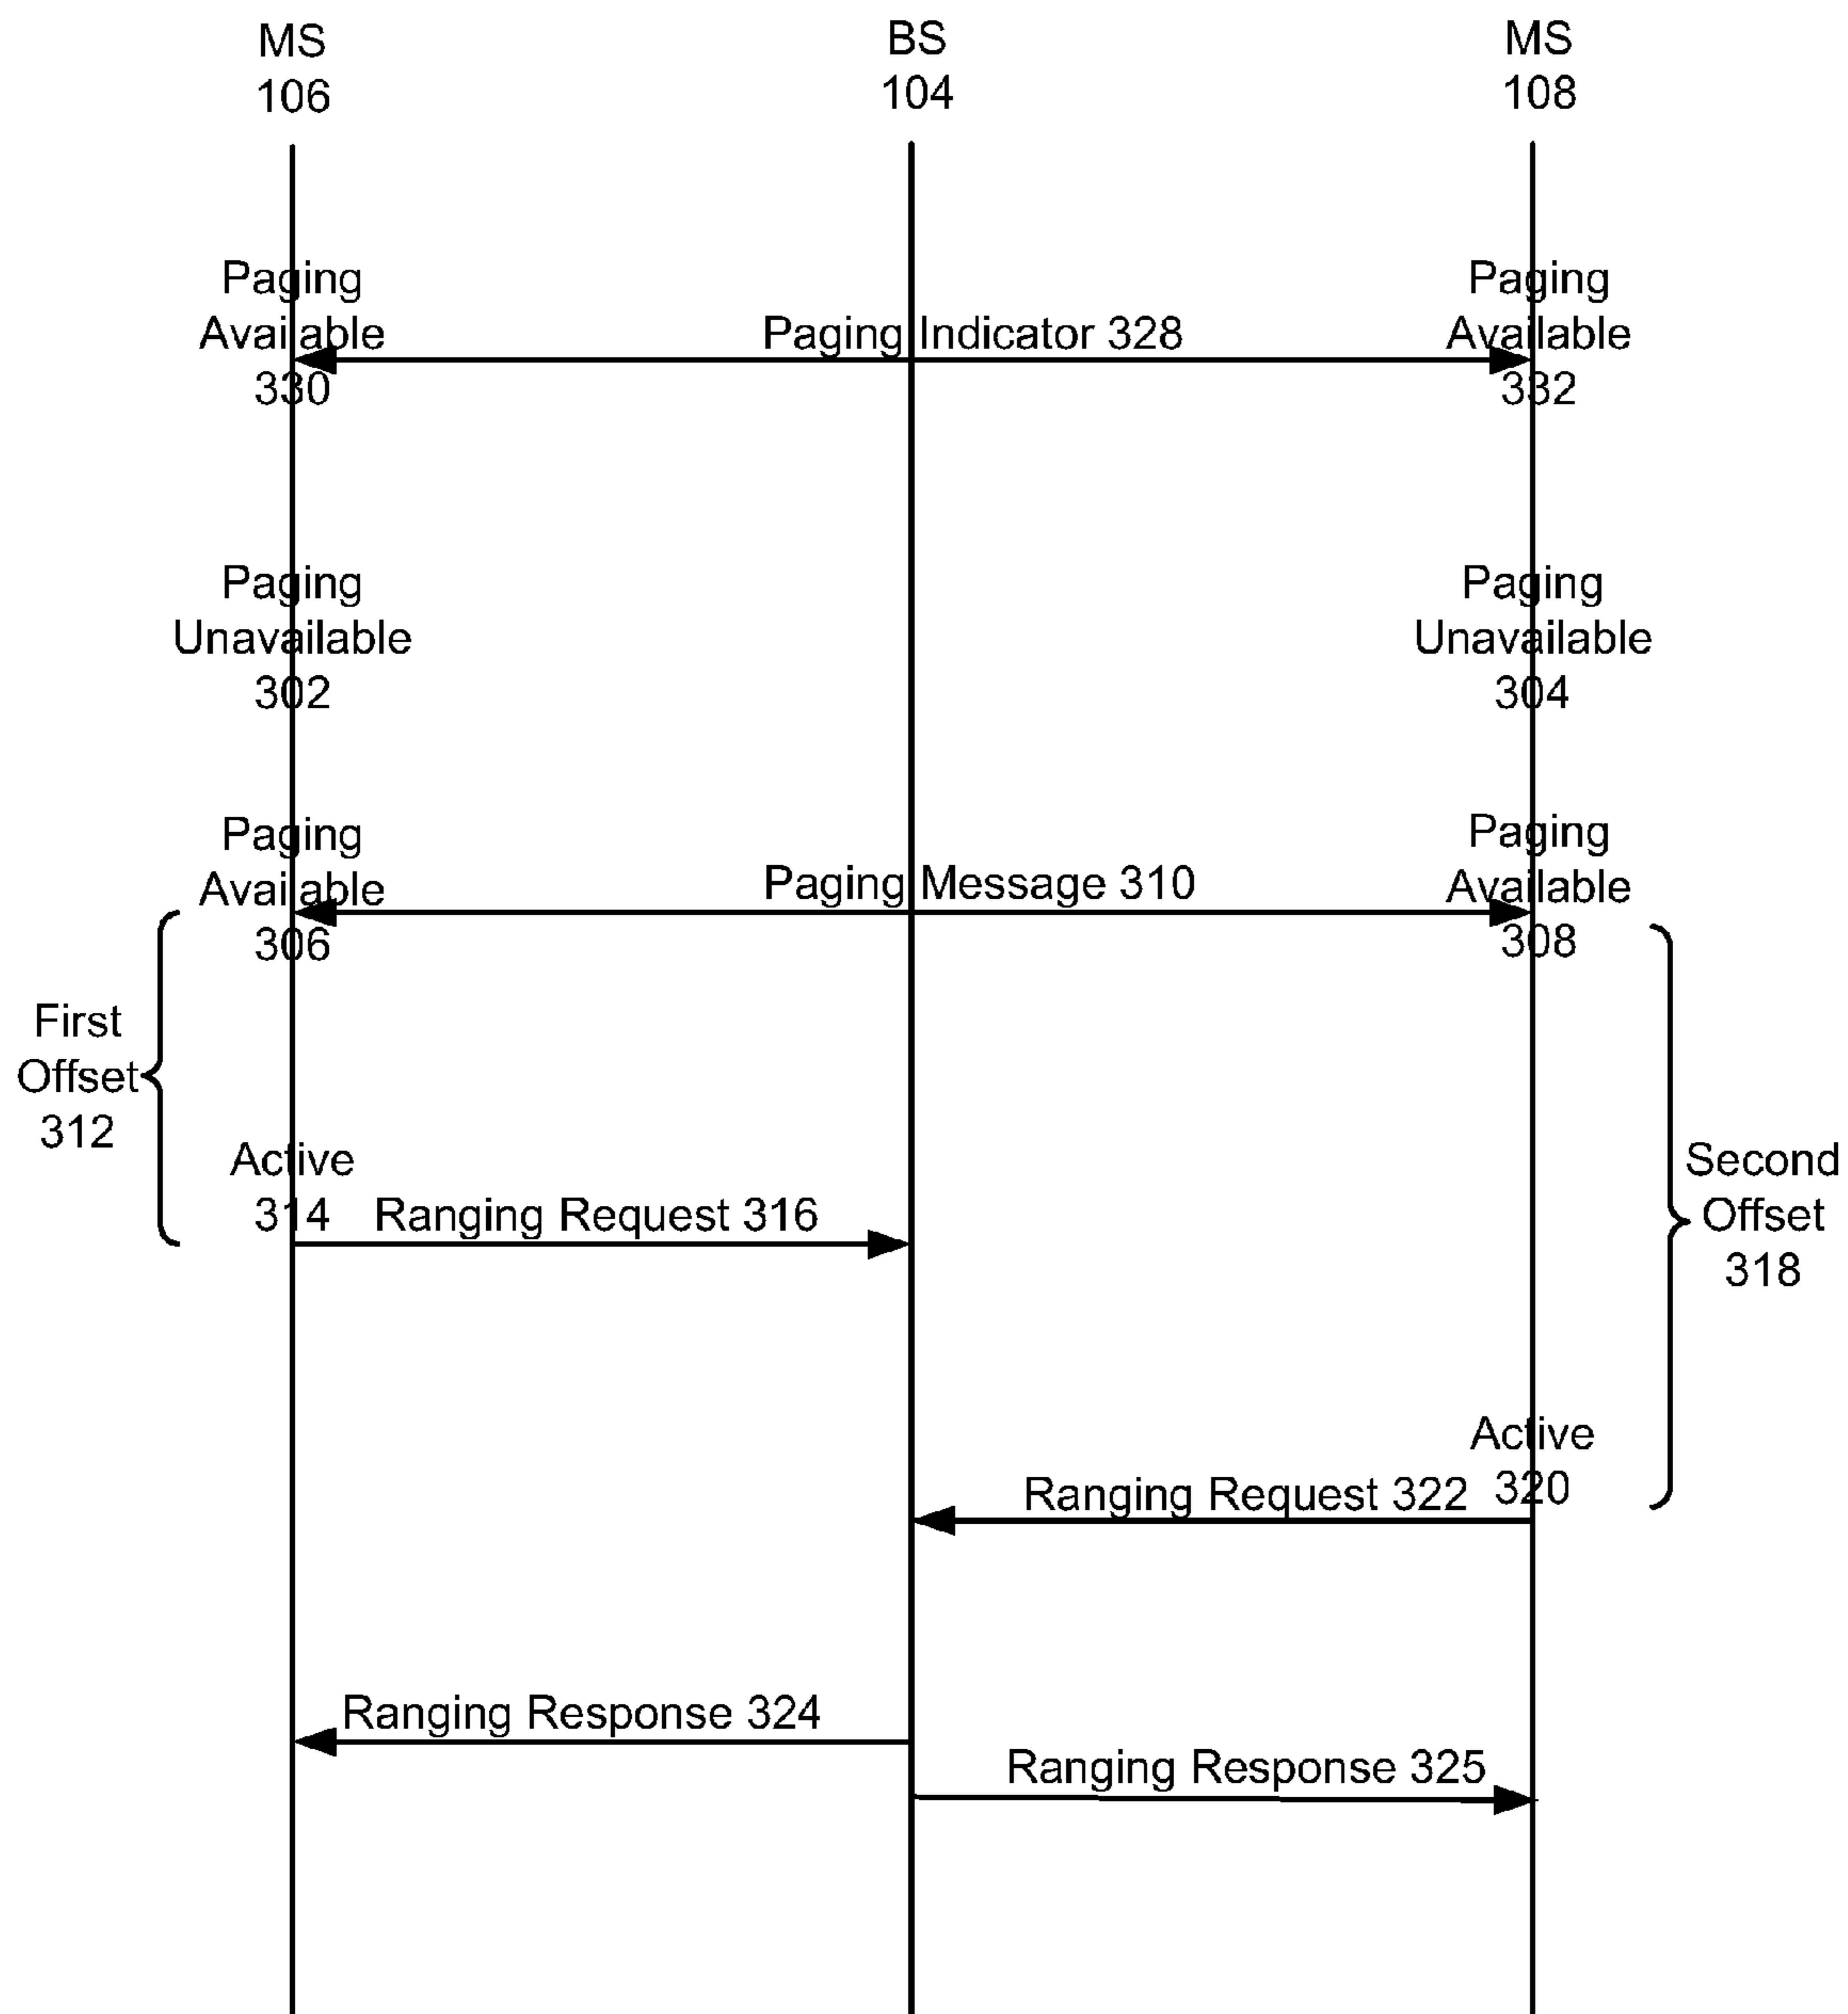 MS
106
BS
104
MS
108
Paging
Available
330
Paging Indicator 328
Paging
Available
332
Paging
Unavailable
302
Paging
Unavailable
304
Paging
Available
306
Paging Message 310
Paging
Available
308
First
Offset
312
Active
314
Ranging Request 316
Second
Offset
318
Active
320
Ranging Request 322
Ranging Response 324
Ranging Response 325